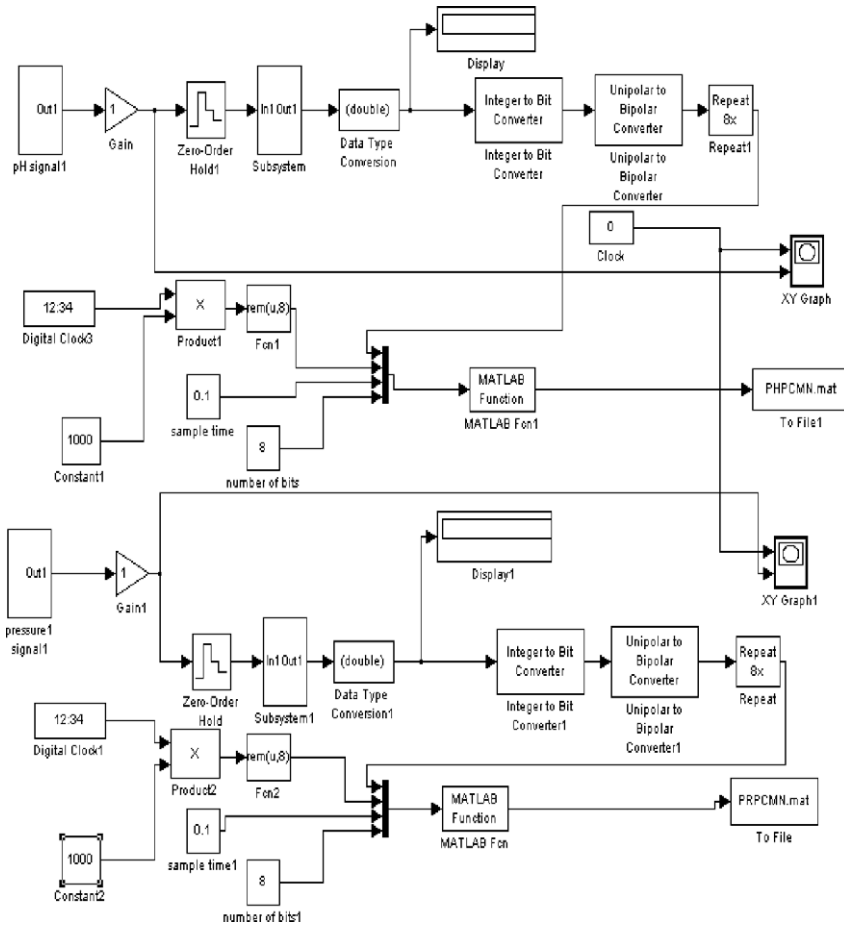 Display
Out1
1
In1 Out1
(double)
Integer to Bit
Converter
Unipolar to
Bipolar
Converter
Repeat
8x
pH signal1
Gain
Zero-Order
Hold1
Subsystem
Data Type
Conversion
Integer to Bit
Converter
Unipolar to
Bipolar
Converter
Repeat1
0
Clock
XY Graph
12:34
Digital Clock3
X
Product1
rem(u,8)
Fcn1
0.1
sample time
MATLAB
Function
MATLAB Fcn1
PHPCMN.mat
To File1
1000
Constant1
8
number of bits
Out1
pressure1
signal1
1
Gain1
Display1
XY Graph1
Zero-Order
Hold
In1 Out1
Subsystem1
(double)
Data Type
Conversion1
Integer to Bit
Converter
Integer to Bit
Converter1
Unipolar to
Bipolar
Converter
Unipolar to
Bipolar
Converter1
Repeat
8x
Repeat
12:34
Digital Clock1
X
Product2
rem(u,8)
Fcn2
0.1
sample time1
MATLAB
Function
MATLAB Fcn
PRPCMN.mat
To File
1000
Constant2
8
number of bits1